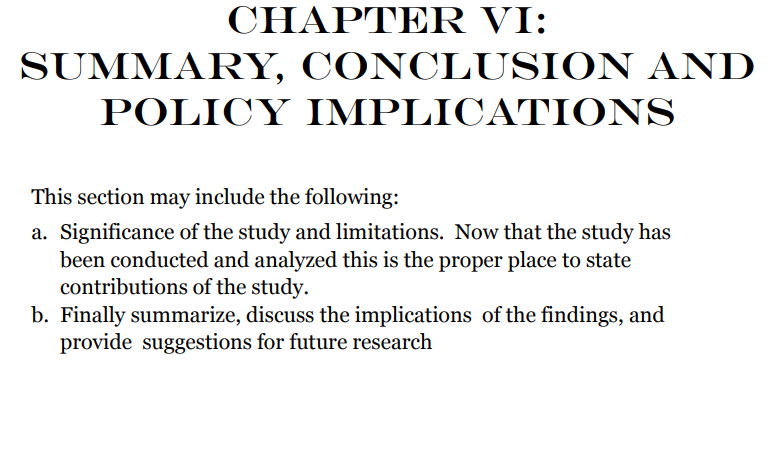 CHAPTER VI:
SUMMARY, CONCLUSION AND
POLICY IMPLICATIONS
This section may include the following:
a. Significance of the study and limitations. Now that the study has
been conducted and analyzed this is the proper place to state
contributions of the study.
b. Finally summarize, discuss the implications of the findings, and
provide suggestions for future research